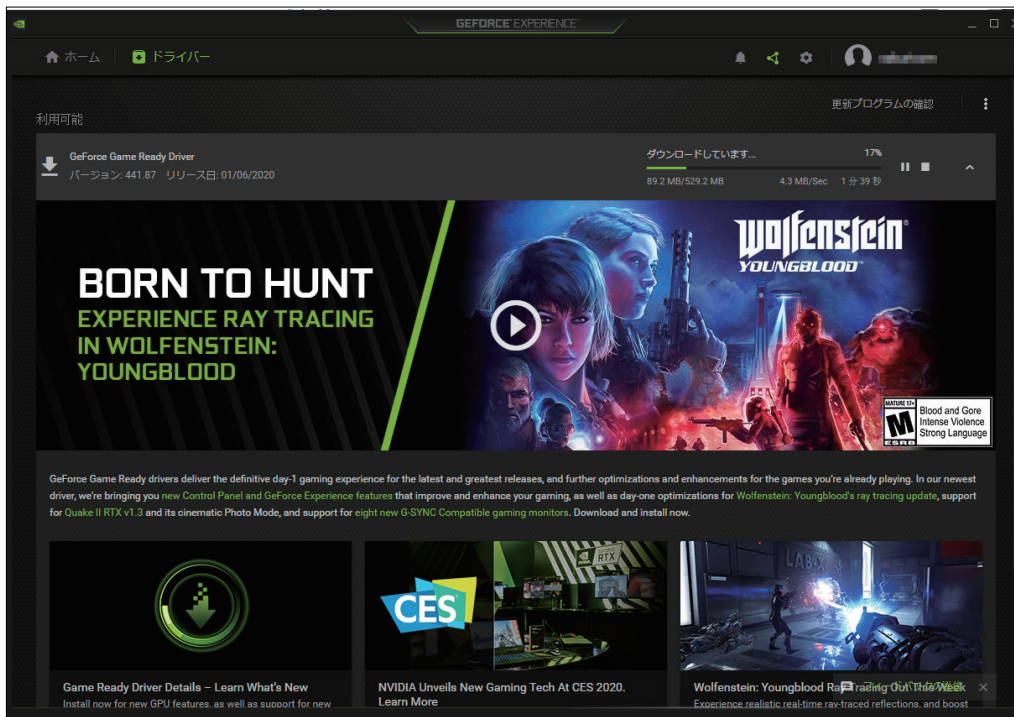 GEFORCE EXPERIENCE
ホーム
ドライバー
更新プログラムの確認
利用可能
GeForce Game Ready Driver
バージョン: 441.87 リリース日: 01/06/2020
ダウンロードしています... 17%
89.2 MB/529.2 MB 4.3 MB/Sec 1 分 39 秒
BORN TO HUNT
EXPERIENCE RAY TRACING
IN WOLFENSTEIN:
YOUNGBLOOD
Wolfenstein
YOUNGBLOOD
MATURE 17+
M
ESRB
Blood and Gore
Intense Violence
Strong Language
GeForce Game Ready drivers deliver the definitive day-1 gaming experience for the latest and greatest releases, and further optimizations and enhancements for the games you're already playing. In our newest
driver, we're bringing you new Control Panel and GeForce Experience features that improve and enhance your gaming, as well as day-one optimizations for Wolfenstein: Youngblood's ray tracing update, support
for Quake II RTX v1.3 and its cinematic Photo Mode, and support for eight new G-SYNC Compatible gaming monitors. Download and install now.
GEFORCE
RTX
CES
LAB-X
Game Ready Driver Details – Learn What's New
Install now for new GPU features, as well as support for new
NVIDIA Unveils New Gaming Tech At CES 2020.
Learn More
Wolfenstein: Youngblood Ray Tracing Out This Week
Experience realistic real-time ray-traced reflections, and boost